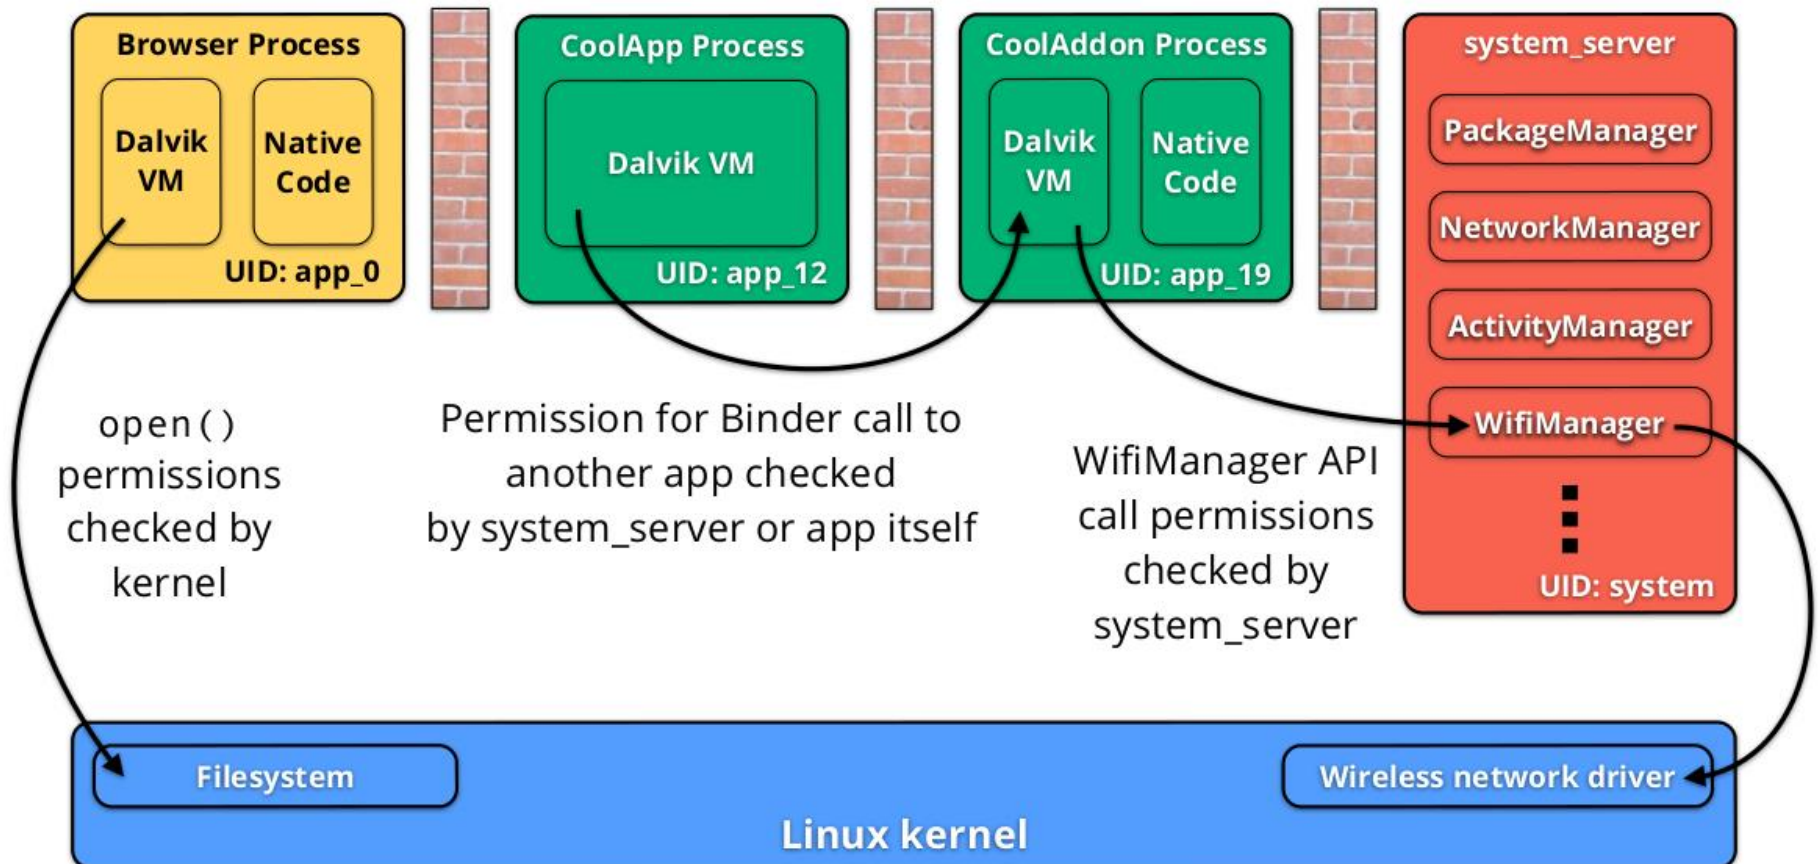 Browser Process
Dalvik
VM
Native
Code
UID: app_0
CoolApp Process
Dalvik VM
UID: app_12
CoolAddon Process
Dalvik
VM
Native
Code
UID: app_19
system_server
PackageManager
NetworkManager
ActivityManager
WifiManager
UID: system
open()
permissions
checked by
kernel
Permission for Binder call to
another app checked
by system_server or app itself
WifiManager API
call permissions
checked by
system_server
Filesystem
Wireless network driver
Linux kernel